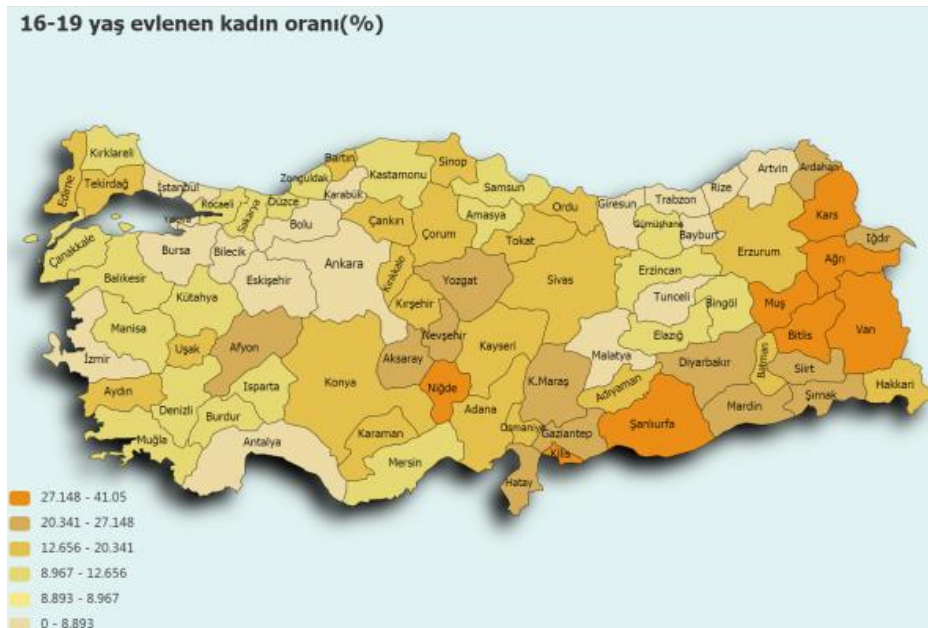 16-19 yaş evlenen kadın oranı(%)
Kırklareli
Edirne
Tekirdağ
İstanbul
Kocaeli
Sakarya
Düzce
Zonguldak
Bartın
Karabük
Kastamonu
Sinop
Samsun
Ordu
Giresun
Trabzon
Rize
Artvin
Ardahan
Kars
Iğdır
Ağrı
Erzurum
Bayburt
Gümüşhane
Erzincan
Tunceli
Bingöl
Muş
Bitlis
Van
Hakkari
Şırnak
Siirt
Batman
Mardin
Diyarbakır
Elazığ
Malatya
Adıyaman
Şanlıurfa
Kilis
Gaziantep
Hatay
Osmaniye
K.Maraş
Adana
Mersin
Karaman
Konya
Niğde
Aksaray
Nevşehir
Kayseri
Sivas
Yozgat
Tokat
Amasya
Çorum
Çankırı
Kırıkkale
Kırşehir
Ankara
Bolu
Eskişehir
Bilecik
Bursa
Çanakkale
Balıkesir
Kütahya
Manisa
İzmir
Uşak
Afyon
Aydın
Denizli
Isparta
Burdur
Muğla
Antalya
27.148 - 41.05
20.341 - 27.148
12.656 - 20.341
8.967 - 12.656
8.893 - 8.967
0 - 8.893